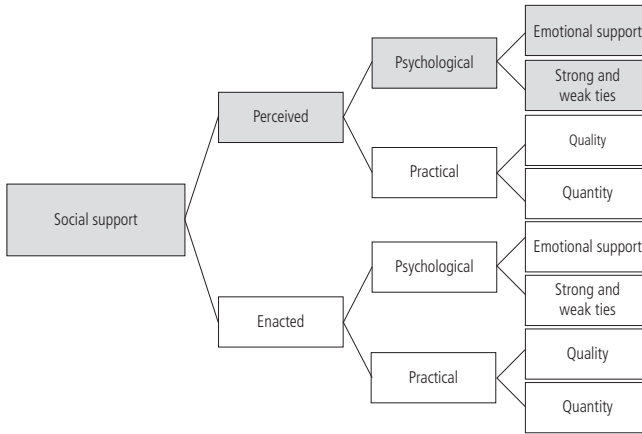 Social support
Perceived
Enacted
Psychological
Practical
Psychological
Practical
Emotional support
Strong and
weak ties
Quality
Quantity
Emotional support
Strong and
weak ties
Quality
Quantity